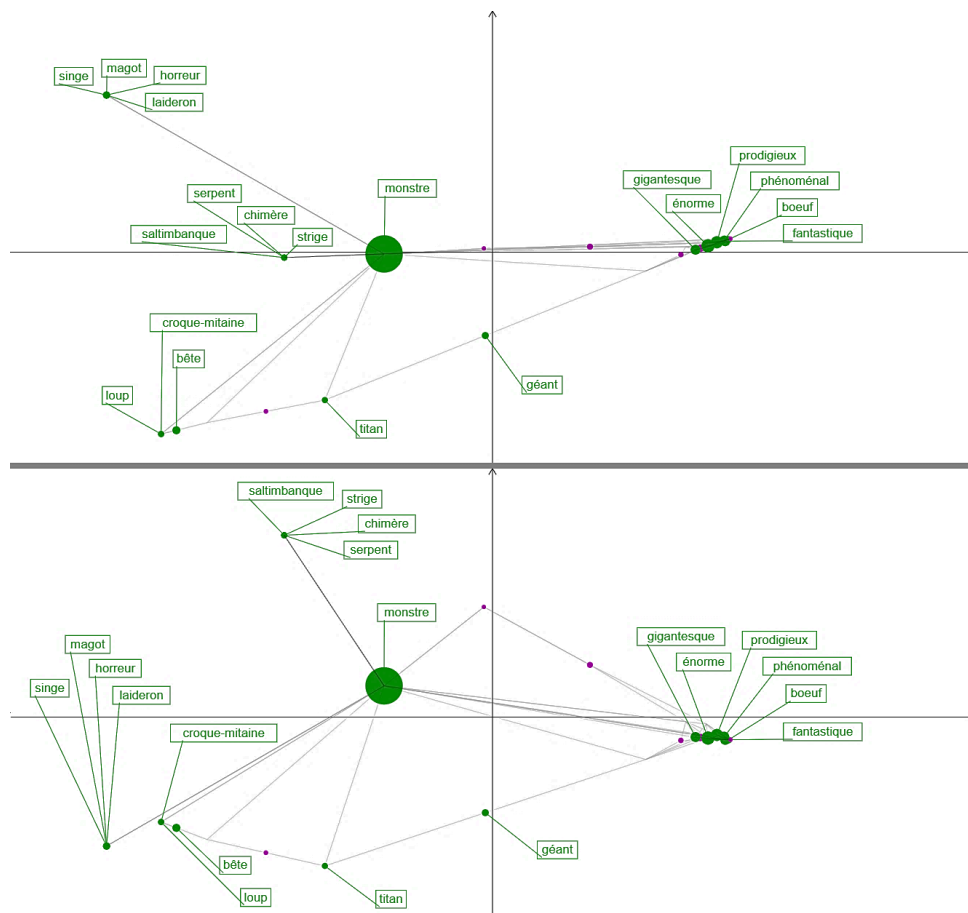 magot
singe
horreur
laideron
prodigieux
gigantesque
phénoménal
serpent
monstre
énorme
boeuf
chimère
saltimbanque
strige
fantastique
croque-mitaine
bête
loup
géant
titan
saltimbanque
strige
chimère
serpent
monstre
gigantesque
prodigieux
magot
énorme
phénoménal
horreur
singe
laideron
boeuf
croque-mitaine
fantastique
géant
bête
loup
titan